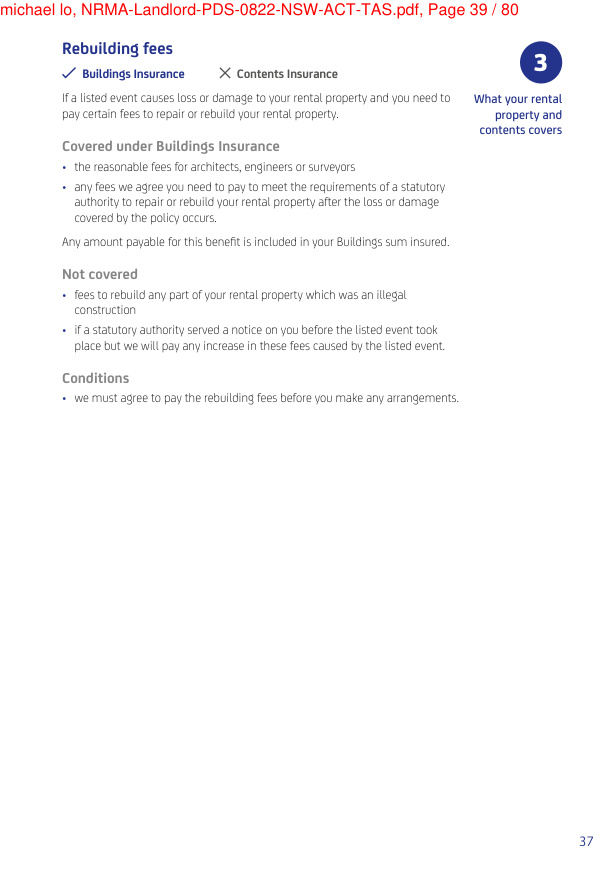 michael lo, NRMA-Landlord-PDS-0822-NSW-ACT-TAS.pdf, Page 39 / 80
Rebuilding fees
Buildings Insurance
Contents Insurance
If a listed event causes loss or damage to your rental property and you need to
pay certain fees to repair or rebuild your rental property.
Covered under Buildings Insurance
• the reasonable fees for architects, engineers or surveyors
• any fees we agree you need to pay to meet the requirements of a statutory
authority to repair or rebuild your rental property after the loss or damage
covered by the policy occurs.
Any amount payable for this benefit is included in your Buildings sum insured.
Not covered
• fees to rebuild any part of your rental property which was an illegal
construction
• if a statutory authority served a notice on you before the listed event took
place but we will pay any increase in these fees caused by the listed event.
Conditions
• we must agree to pay the rebuilding fees before you make any arrangements.
3
What your rental
property and
contents covers
37